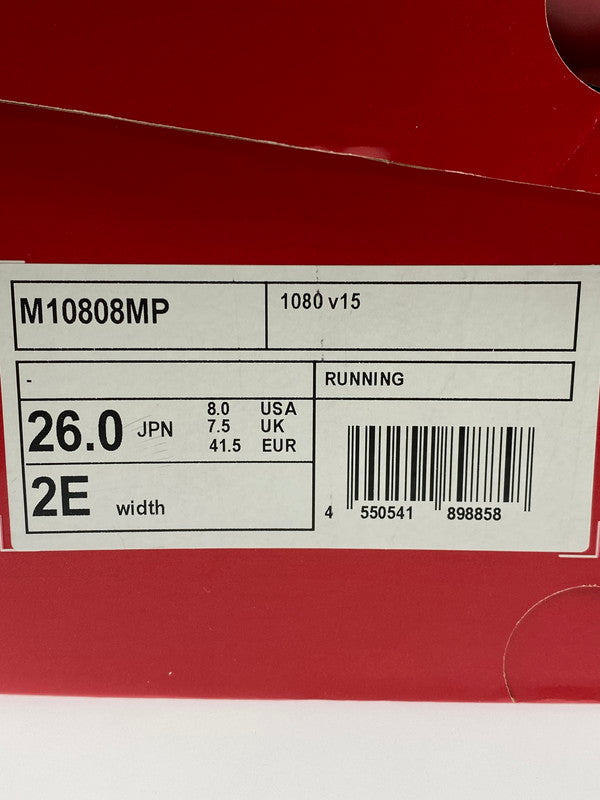 M10808MP
1080 v15
-
RUNNING
26.0 JPN
8.0 USA
7.5 UK
41.5 EUR
2E width
4 550541 898858